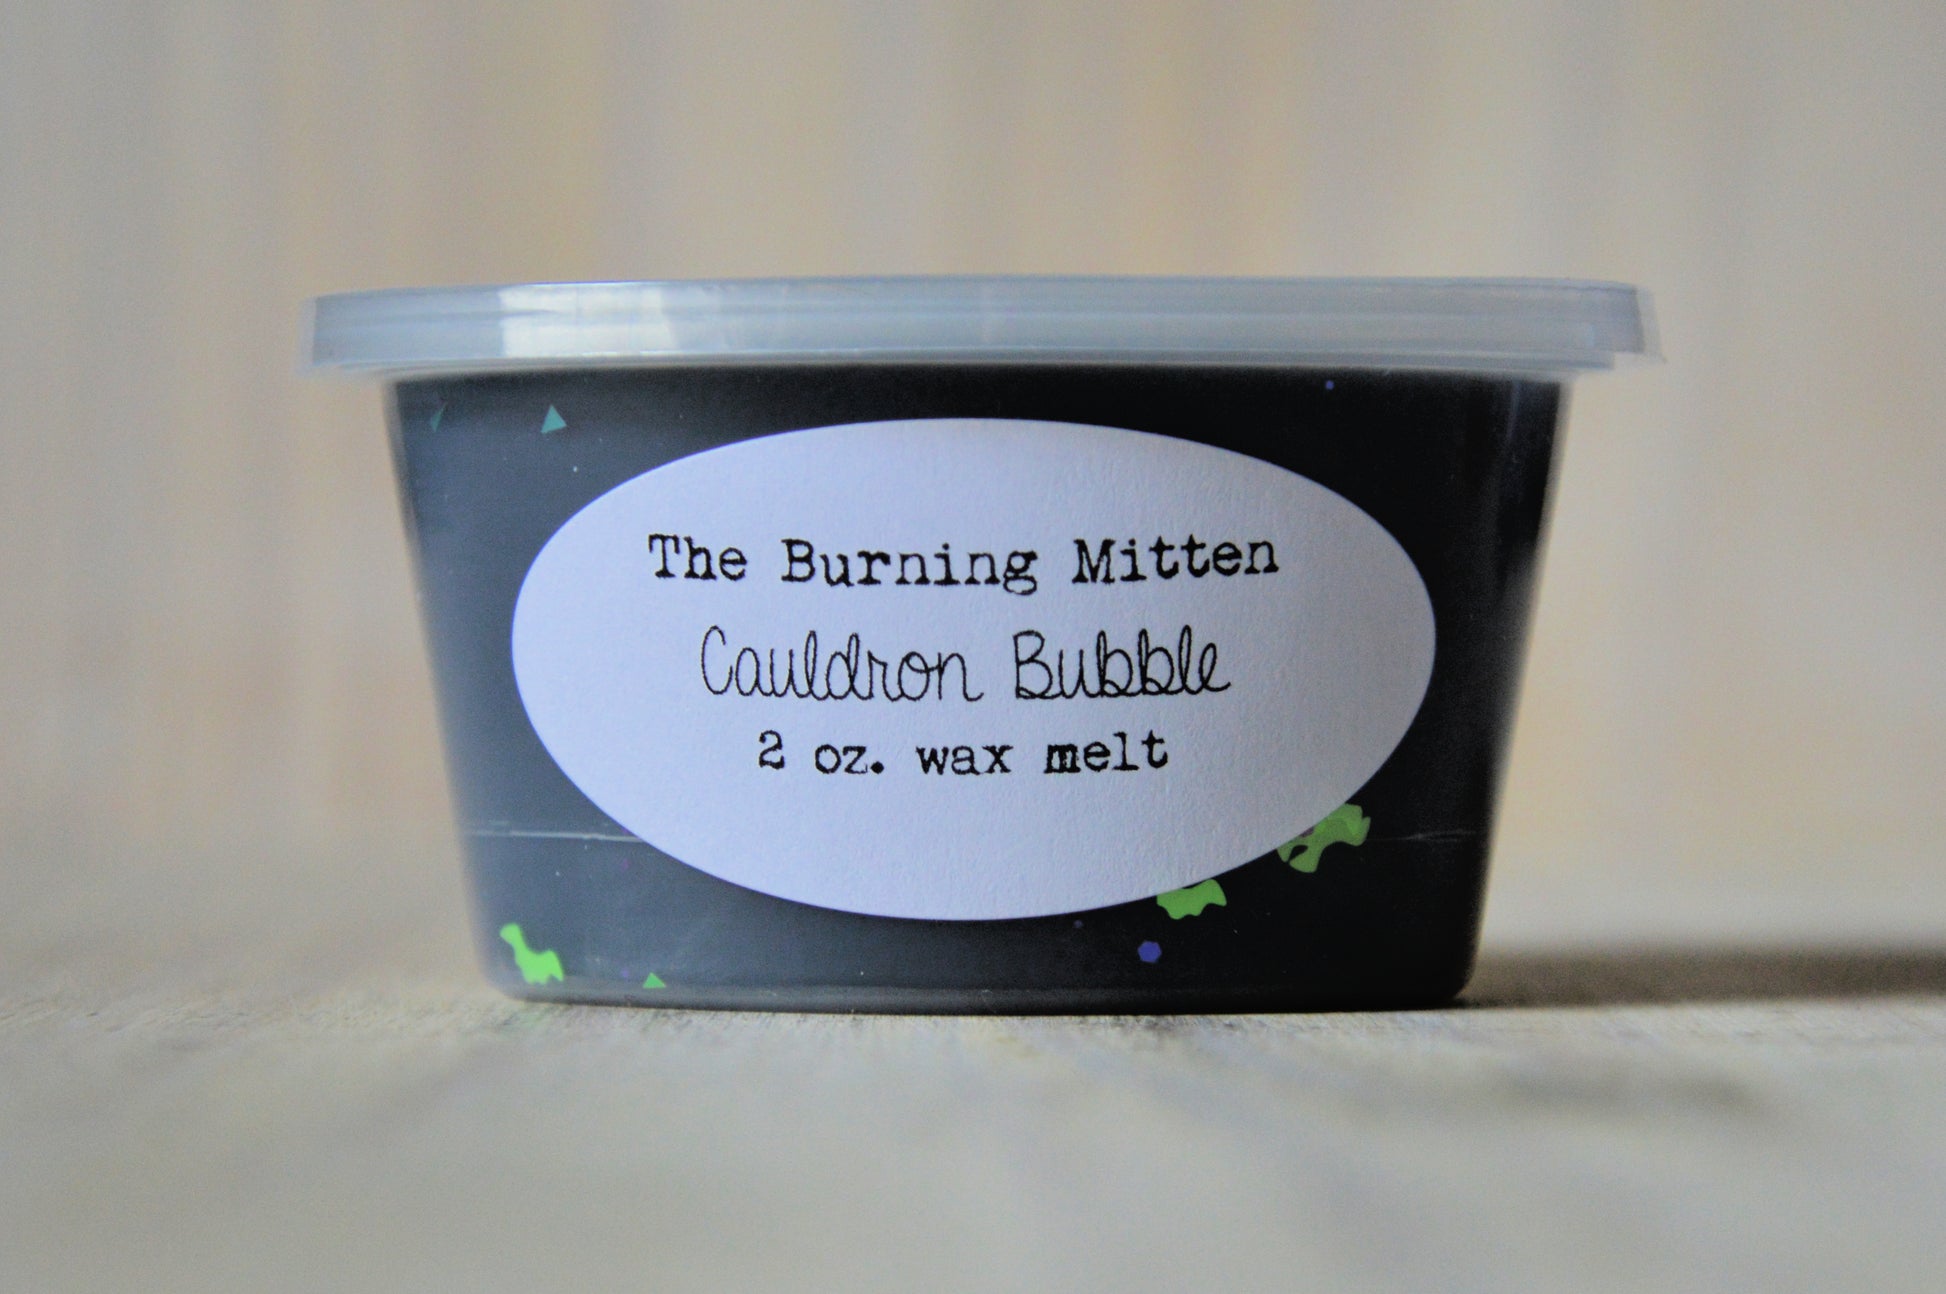 The Burning Mitten
Cauldron Bubble
2 oz. wax melt